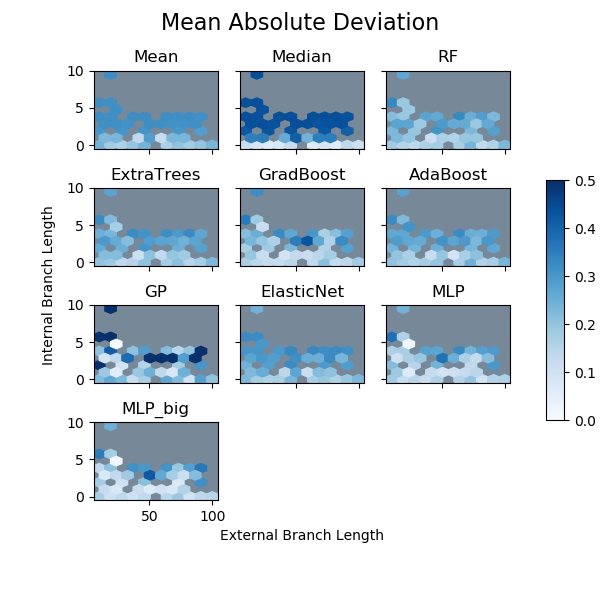 Mean Absolute Deviation
Mean Median RF
10
5
0
ExtraTrees GradBoost AdaBoost
10
5
0
GP ElasticNet MLP
10
5
0
MLP_big
10
5
0
50 100
External Branch Length
Internal Branch Length
0.5
0.4
0.3
0.2
0.1
0.0